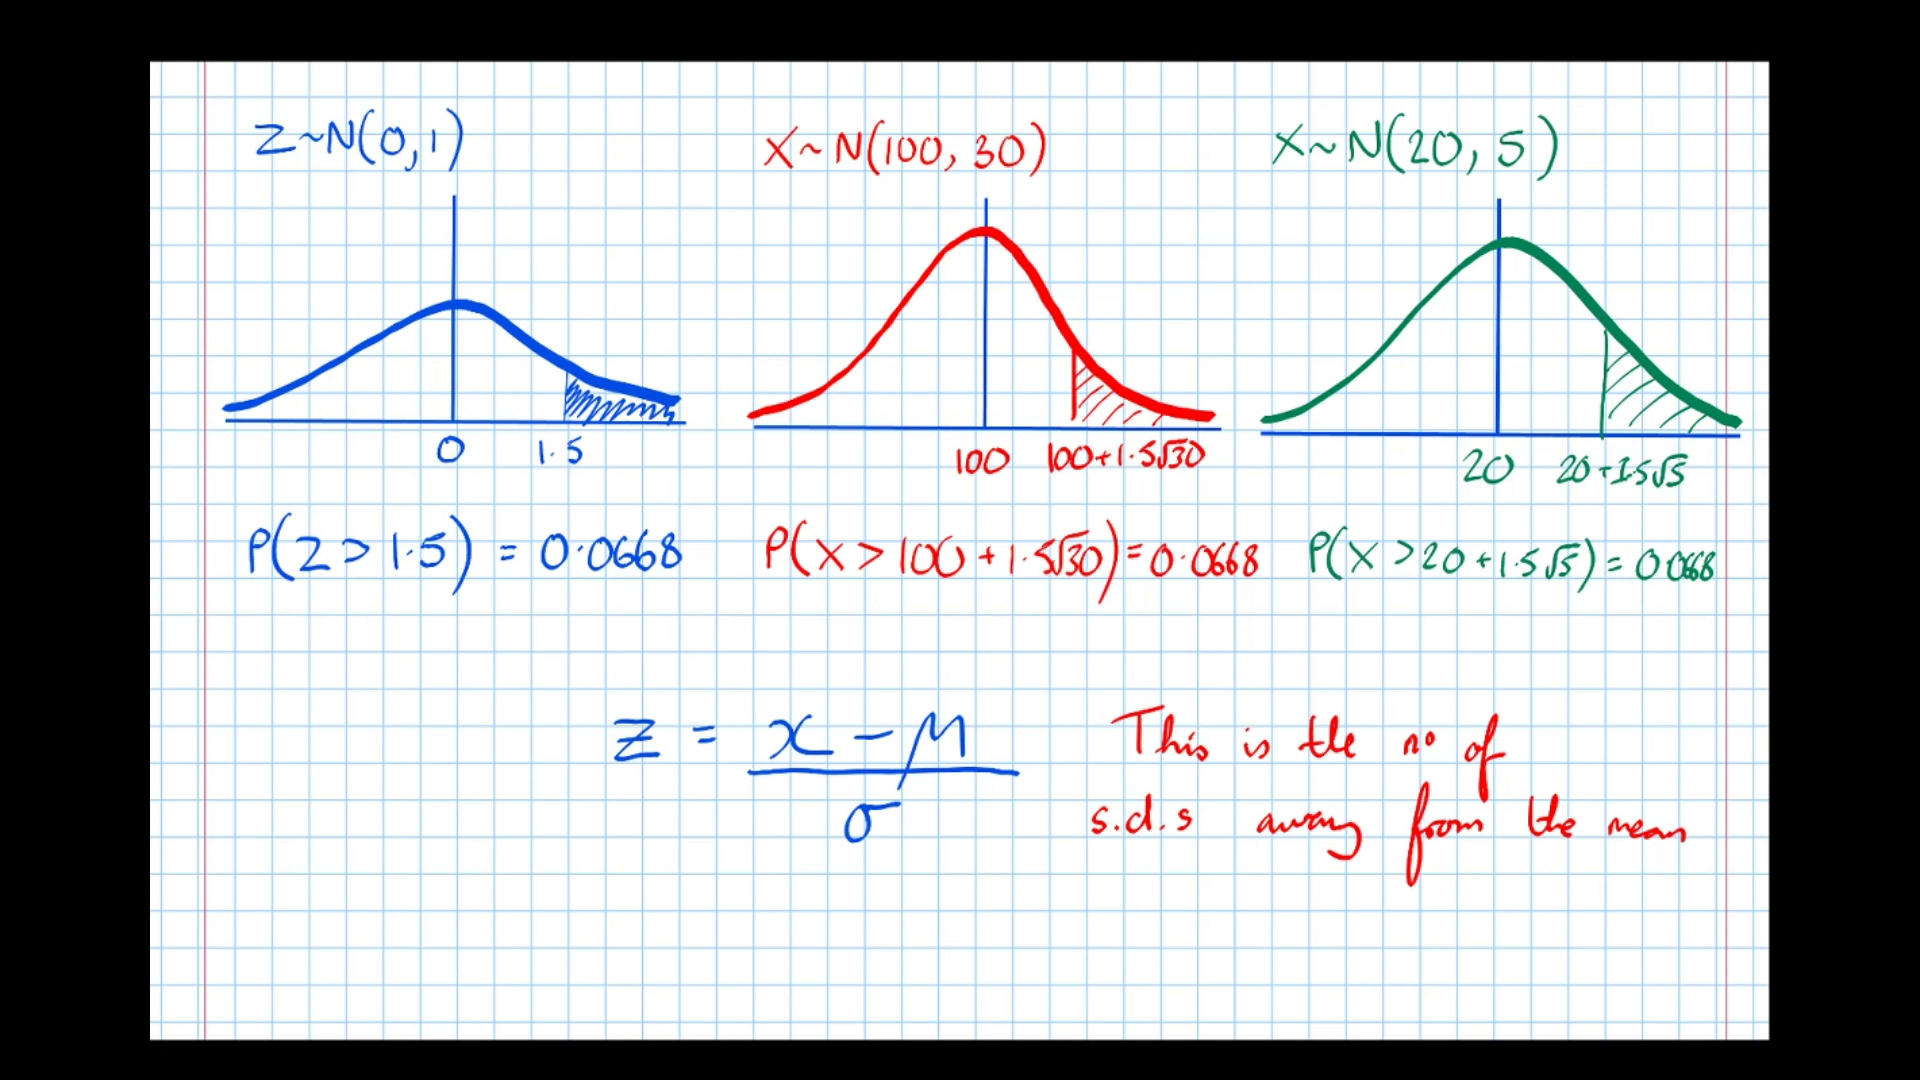 Z~N(0,1)
X~N(100, 30)
X~N(20, 5)
0 1.5
100 100+1.5√30
20 20+1.5√5
P(Z>1.5) = 0.0668
P(X>100+1.5√30)=0.0668
P(X>20+1.5√5)=0.0668
Z = x-μ
σ
This is the no of
s.d.s away from the mean